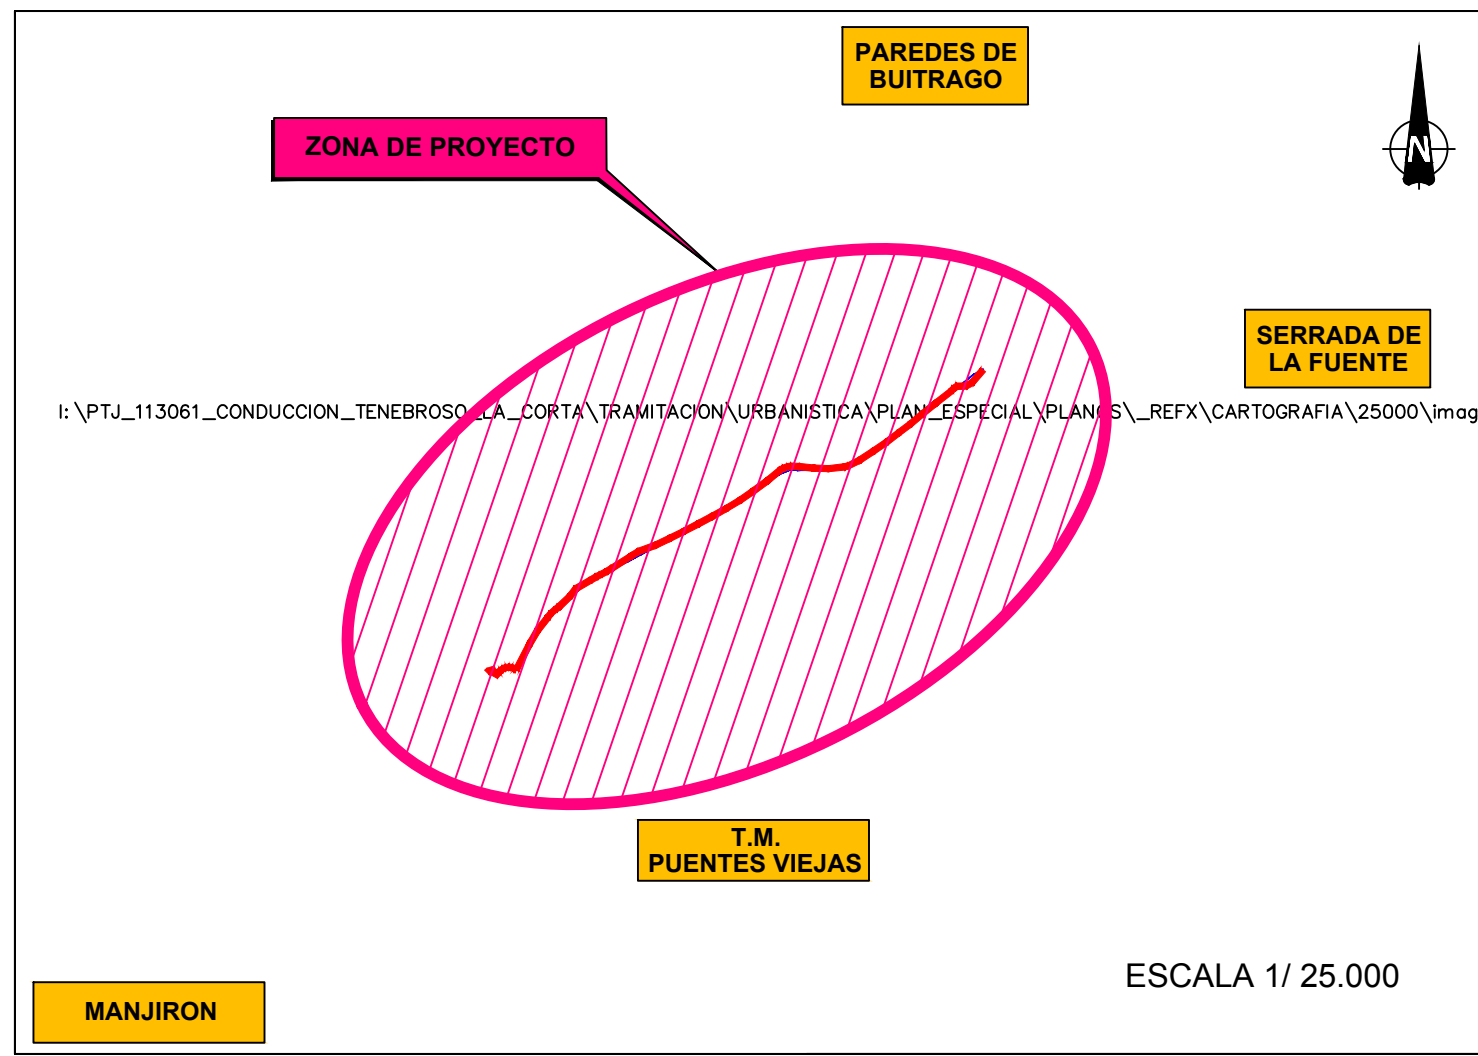 PAREDES DE
BUITRAGO
ZONA DE PROYECTO
N
SERRADA DE
LA FUENTE
I:\PTJ_113061_CONDUCCION_TENEBROSO_LA_CORTA\TRAMITACION\URBANISTICA\PLAN_ESPECIAL\PLANOS\_REFX\CARTOGRAFIA\25000\imag
T.M.
PUENTES VIEJAS
ESCALA 1/ 25.000
MANJIRON